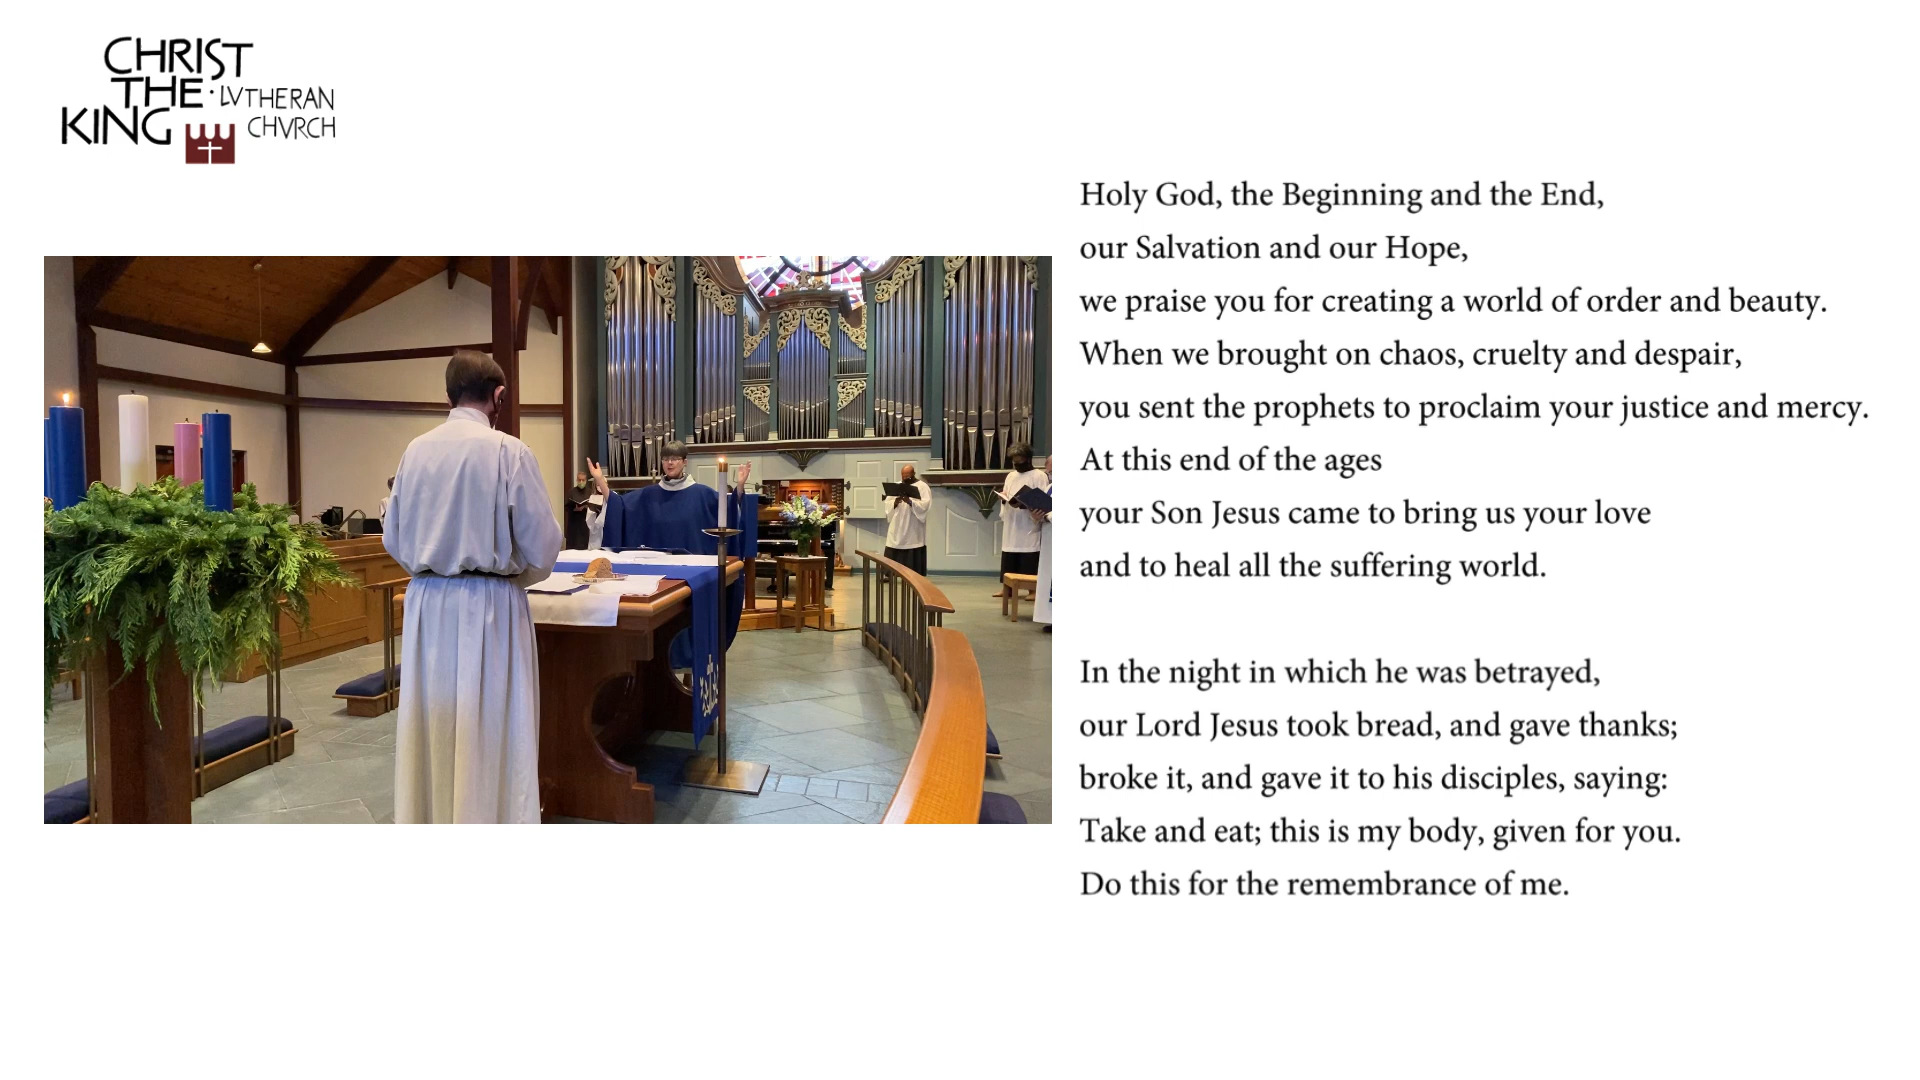 CHRIST
THE · LVTHERAN
KING CHVRCH
Holy God, the Beginning and the End,
our Salvation and our Hope,
we praise you for creating a world of order and beauty.
When we brought on chaos, cruelty and despair,
you sent the prophets to proclaim your justice and mercy.
At this end of the ages
your Son Jesus came to bring us your love
and to heal all the suffering world.
In the night in which he was betrayed,
our Lord Jesus took bread, and gave thanks;
broke it, and gave it to his disciples, saying:
Take and eat; this is my body, given for you.
Do this for the remembrance of me.